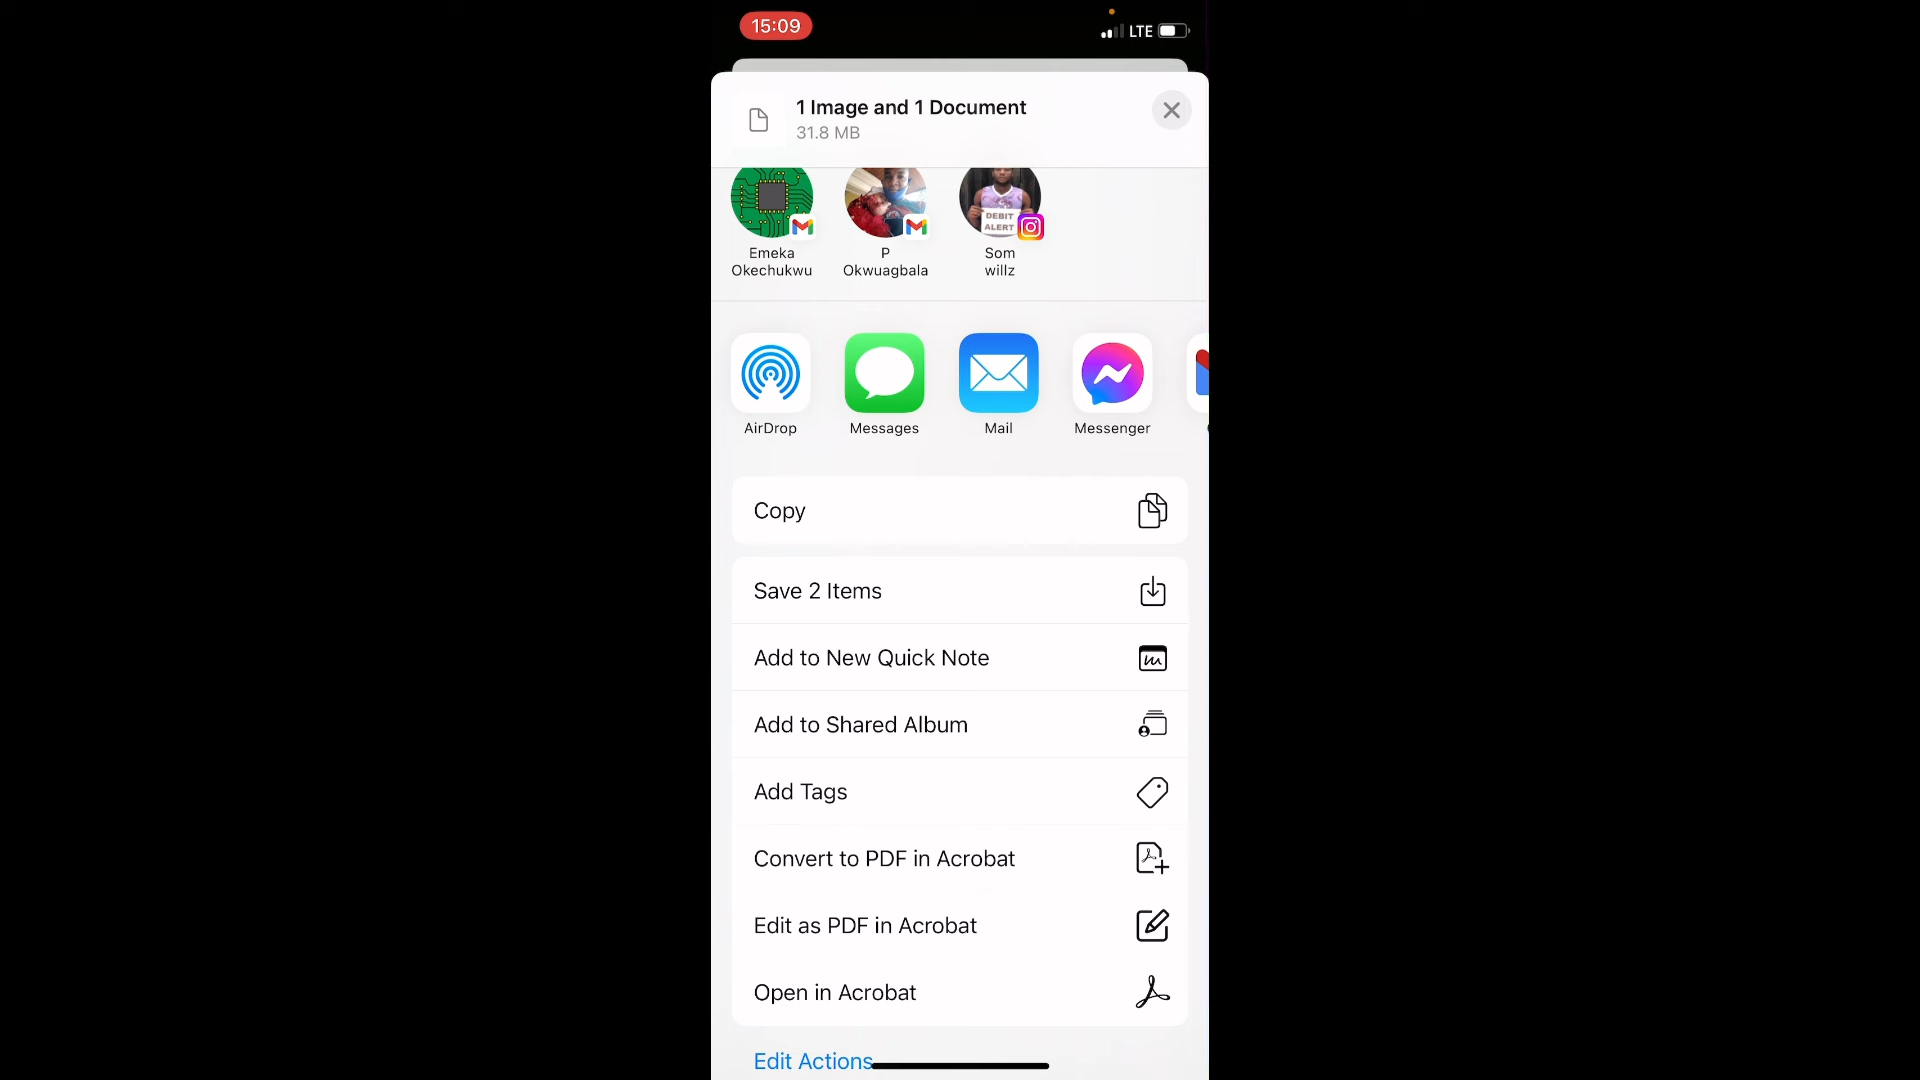 15:09
LTE
1 Image and 1 Document
31.8 MB
DEBIT
ALERT
Emeka
Okechukwu
P
Okwuagbala
Som
willz
AirDrop
Messages
Mail
Messenger
Copy
Save 2 Items
Add to New Quick Note
Add to Shared Album
Add Tags
Convert to PDF in Acrobat
Edit as PDF in Acrobat
Open in Acrobat
Edit Actions